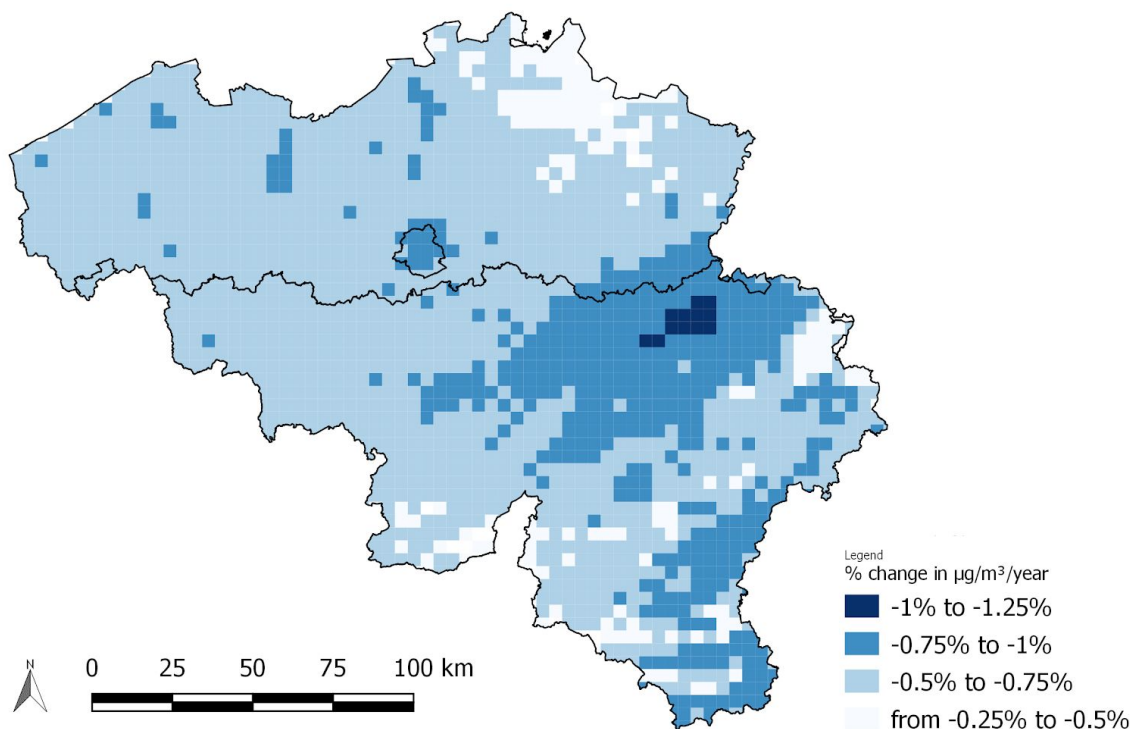 Legend
% change in µg/m³/year
-1% to -1.25%
-0.75% to -1%
-0.5% to -0.75%
from -0.25% to -0.5%
N
0 25 50 75 100 km